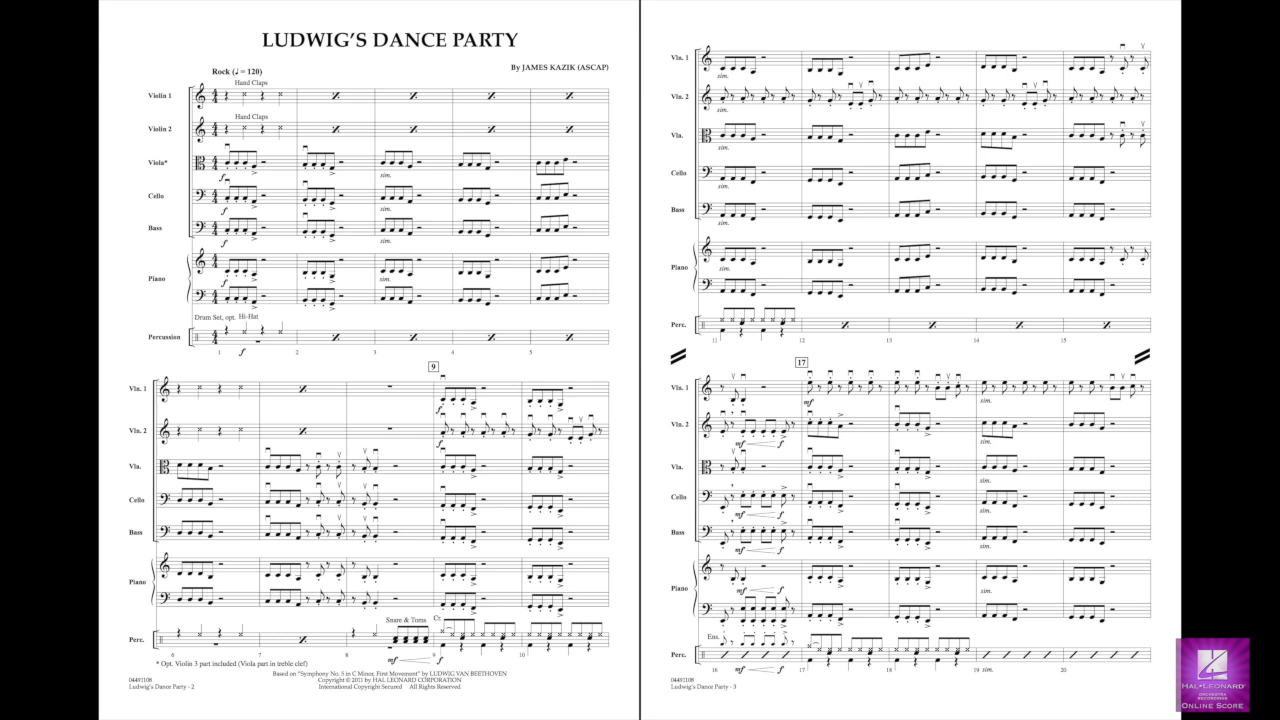 LUDWIG'S DANCE PARTY
By JAMES KAZIK (ASCAP)
Rock (♩ = 120)
Hand Claps
Violin 1
Hand Claps
Violin 2
Viola*
f
sim.
Cello
f
sim.
Bass
f
sim.
Piano
f
sim.
Drum Set, opt. Hi-Hat
Percussion
f
1 2 3 4 5
9
Vln. 1
f
Vln. 2
f
Vla.
Cello
Bass
Piano
Snare & Toms
Perc.
mf f
6 7 8 9 10
* Opt. Violin 3 part included (Viola part in treble clef)
Based on "Symphony No. 5 in C Minor, First Movement" by LUDWIG VAN BEETHOVEN
Copyright © 2011 by HAL LEONARD CORPORATION
International Copyright Secured All Rights Reserved
04491108
Ludwig's Dance Party - 2
Vln. 1
sim.
Vln. 2
sim.
Vla.
sim.
Cello
sim.
Bass
sim.
Piano
sim.
Perc.
11 12 13 14 15
17
Vln. 1
mf sim.
Vln. 2
mf f sim.
Vla.
sim.
Cello
mf f sim.
Bass
mf f sim.
Piano
mf f sim.
Ens.
Perc.
mf f sim.
16 17 18 19 20
04491108
Ludwig's Dance Party - 3
HAL•LEONARD
ORCHESTRA
RECORDINGS
ONLINE SCORE